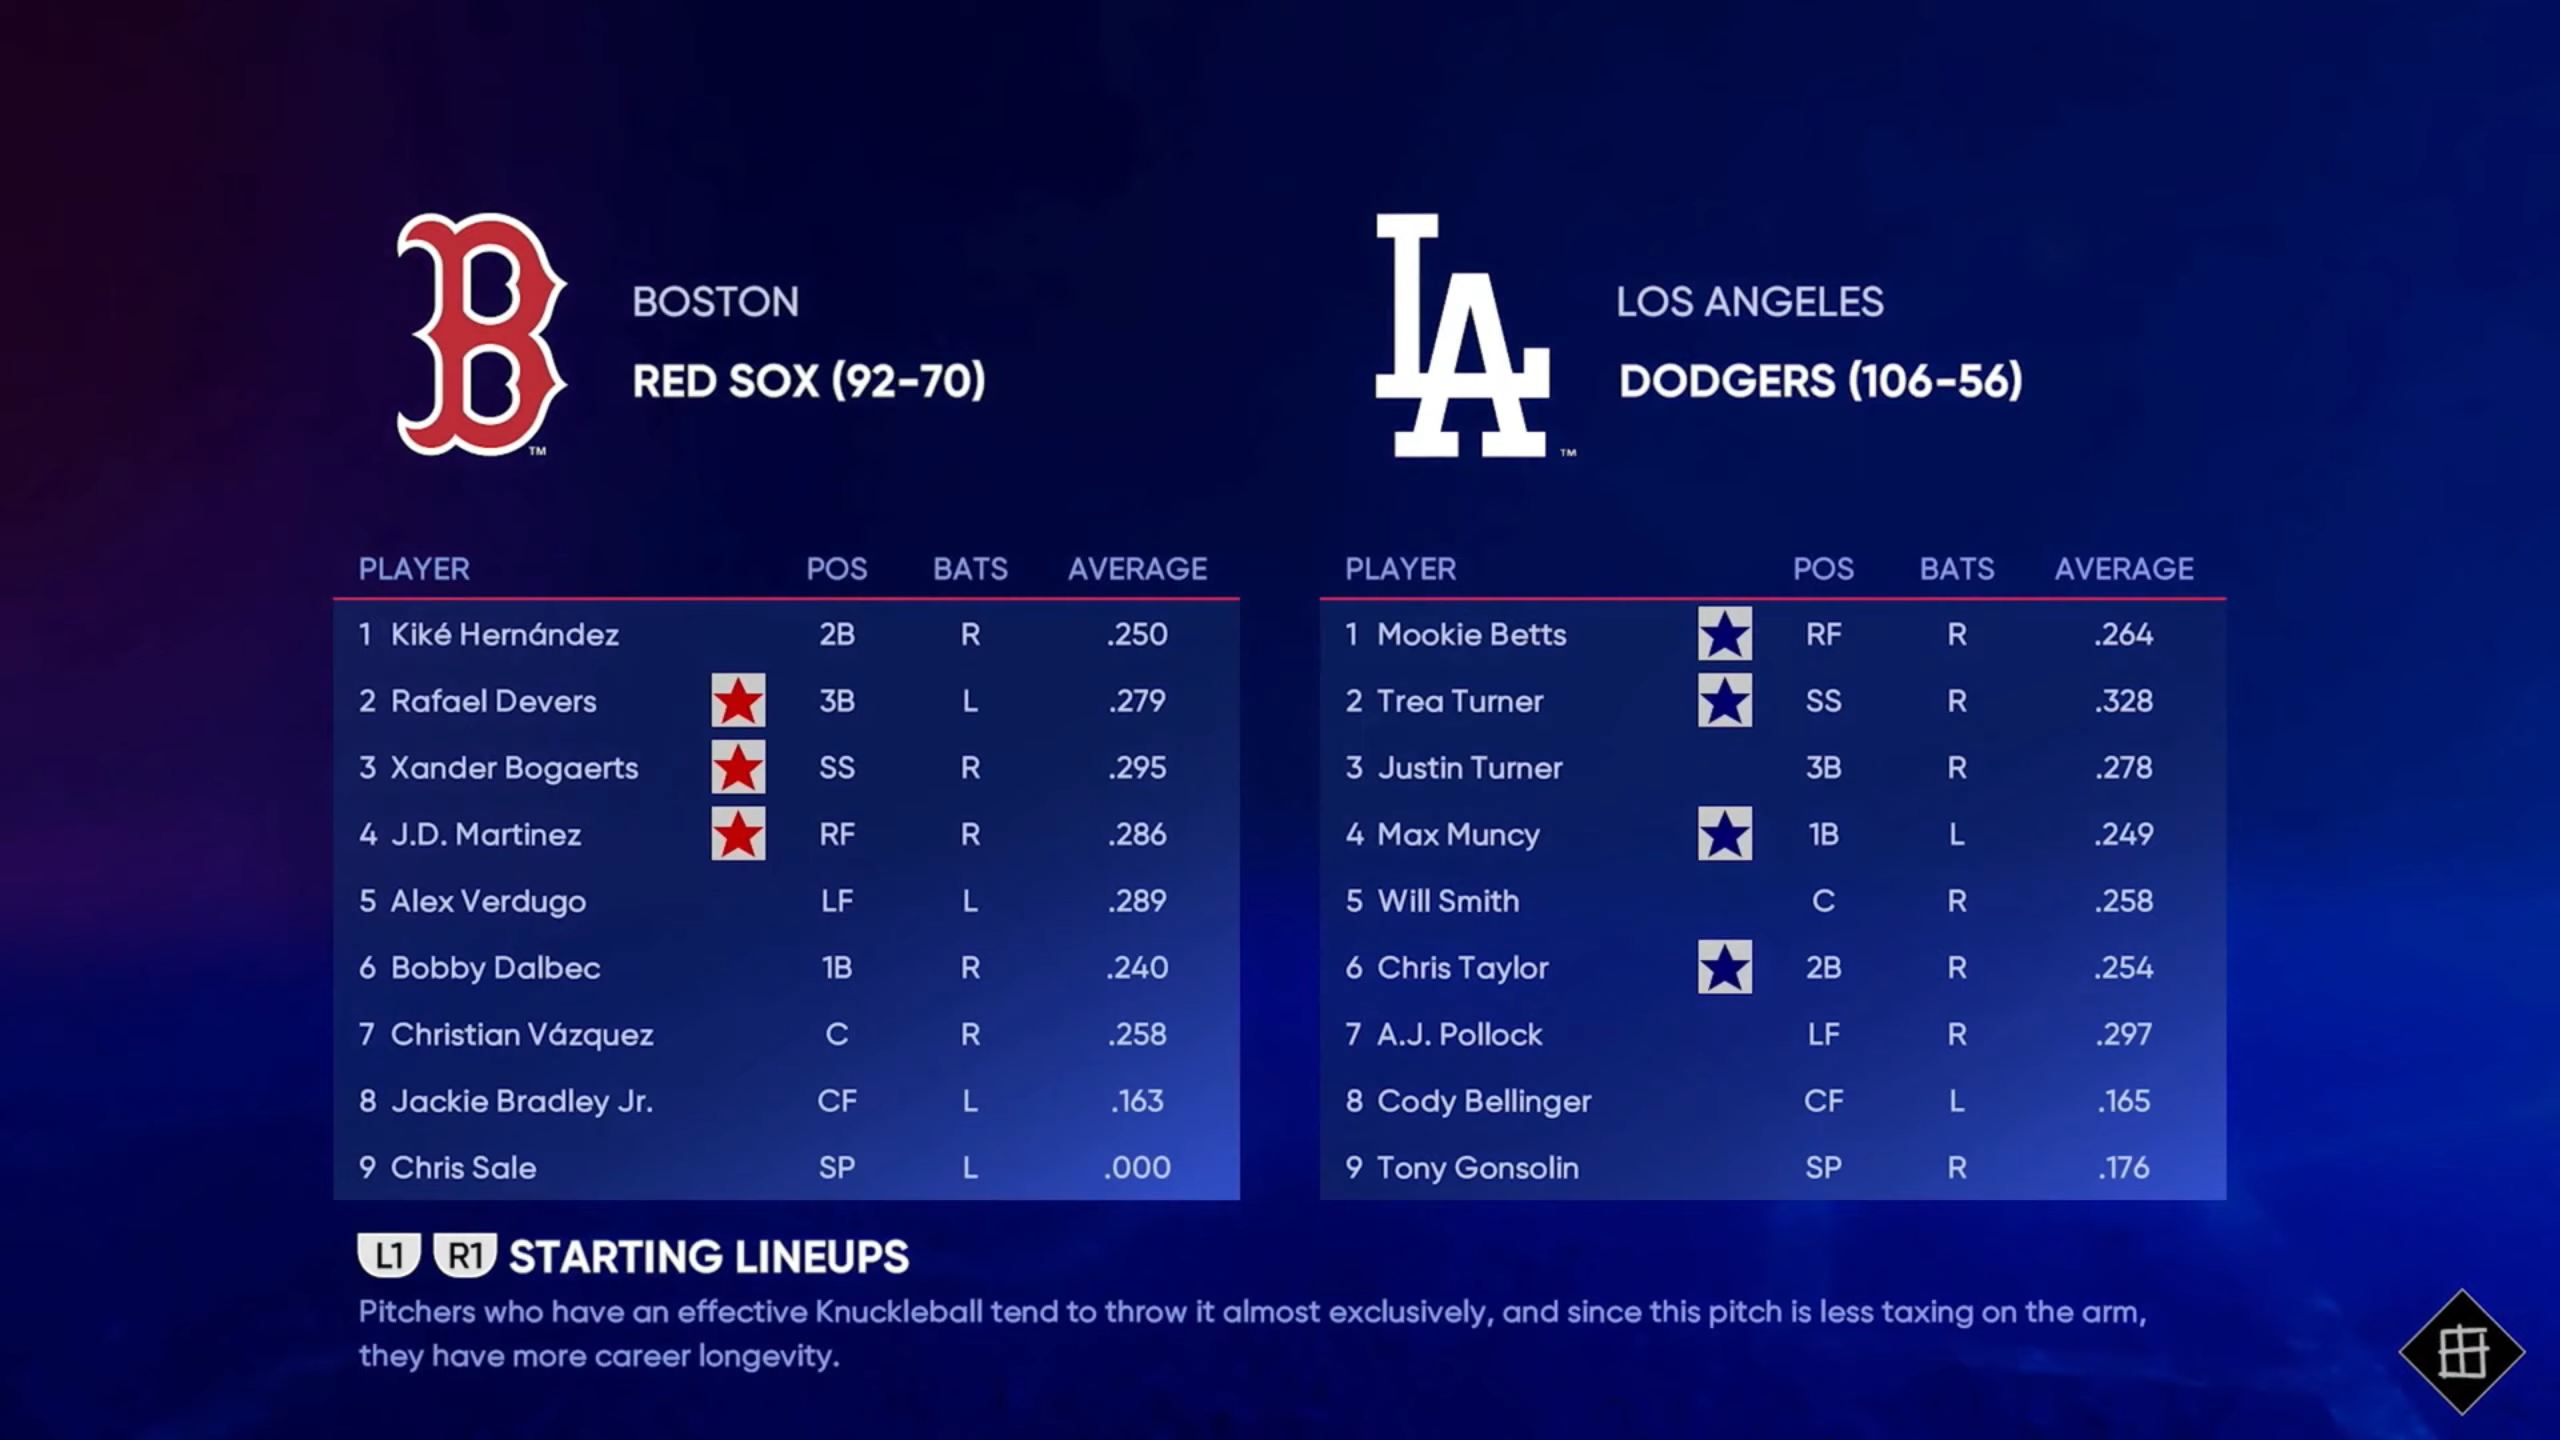 B
TM
BOSTON
RED SOX (92-70)
LA
TM
LOS ANGELES
DODGERS (106-56)
PLAYER POS BATS AVERAGE
1 Kiké Hernández 2B R .250
2 Rafael Devers 3B L .279
3 Xander Bogaerts SS R .295
4 J.D. Martinez RF R .286
5 Alex Verdugo LF L .289
6 Bobby Dalbec 1B R .240
7 Christian Vázquez C R .258
8 Jackie Bradley Jr. CF L .163
9 Chris Sale SP L .000
PLAYER POS BATS AVERAGE
1 Mookie Betts RF R .264
2 Trea Turner SS R .328
3 Justin Turner 3B R .278
4 Max Muncy 1B L .249
5 Will Smith C R .258
6 Chris Taylor 2B R .254
7 A.J. Pollock LF R .297
8 Cody Bellinger CF L .165
9 Tony Gonsolin SP R .176
L1 R1 STARTING LINEUPS
Pitchers who have an effective Knuckleball tend to throw it almost exclusively, and since this pitch is less taxing on the arm,
they have more career longevity.